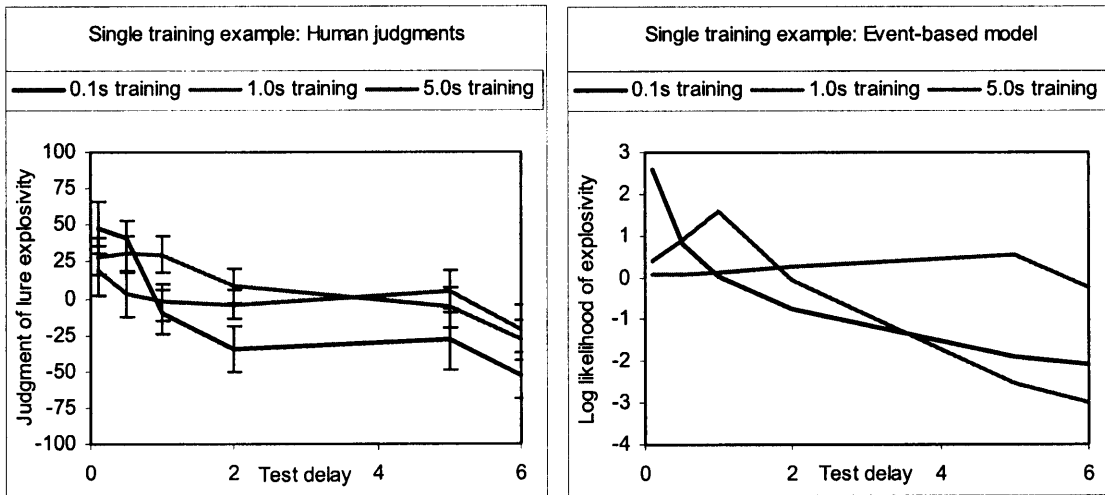 Single training example: Human judgments
0.1s training 1.0s training 5.0s training
Judgment of lure explosivity
100
75
50
25
0
-25
-50
-75
-100
0 2 4 6
Test delay
Single training example: Event-based model
0.1s training 1.0s training 5.0s training
Log likelihood of explosivity
3
2
1
0
-1
-2
-3
-4
0 2 4 6
Test delay